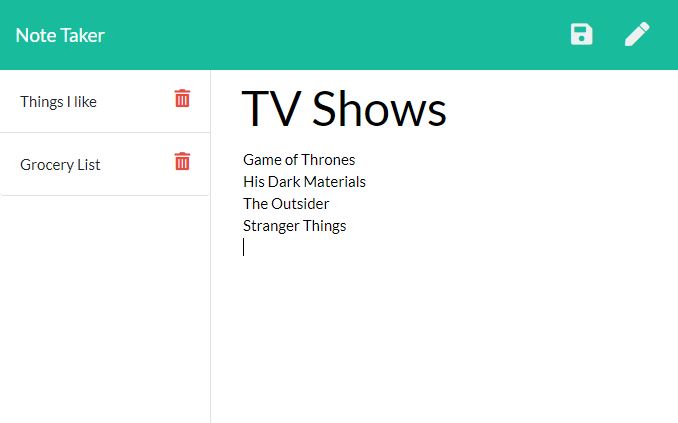 Note Taker
Things I like
Grocery List
TV Shows
Game of Thrones
His Dark Materials
The Outsider
Stranger Things